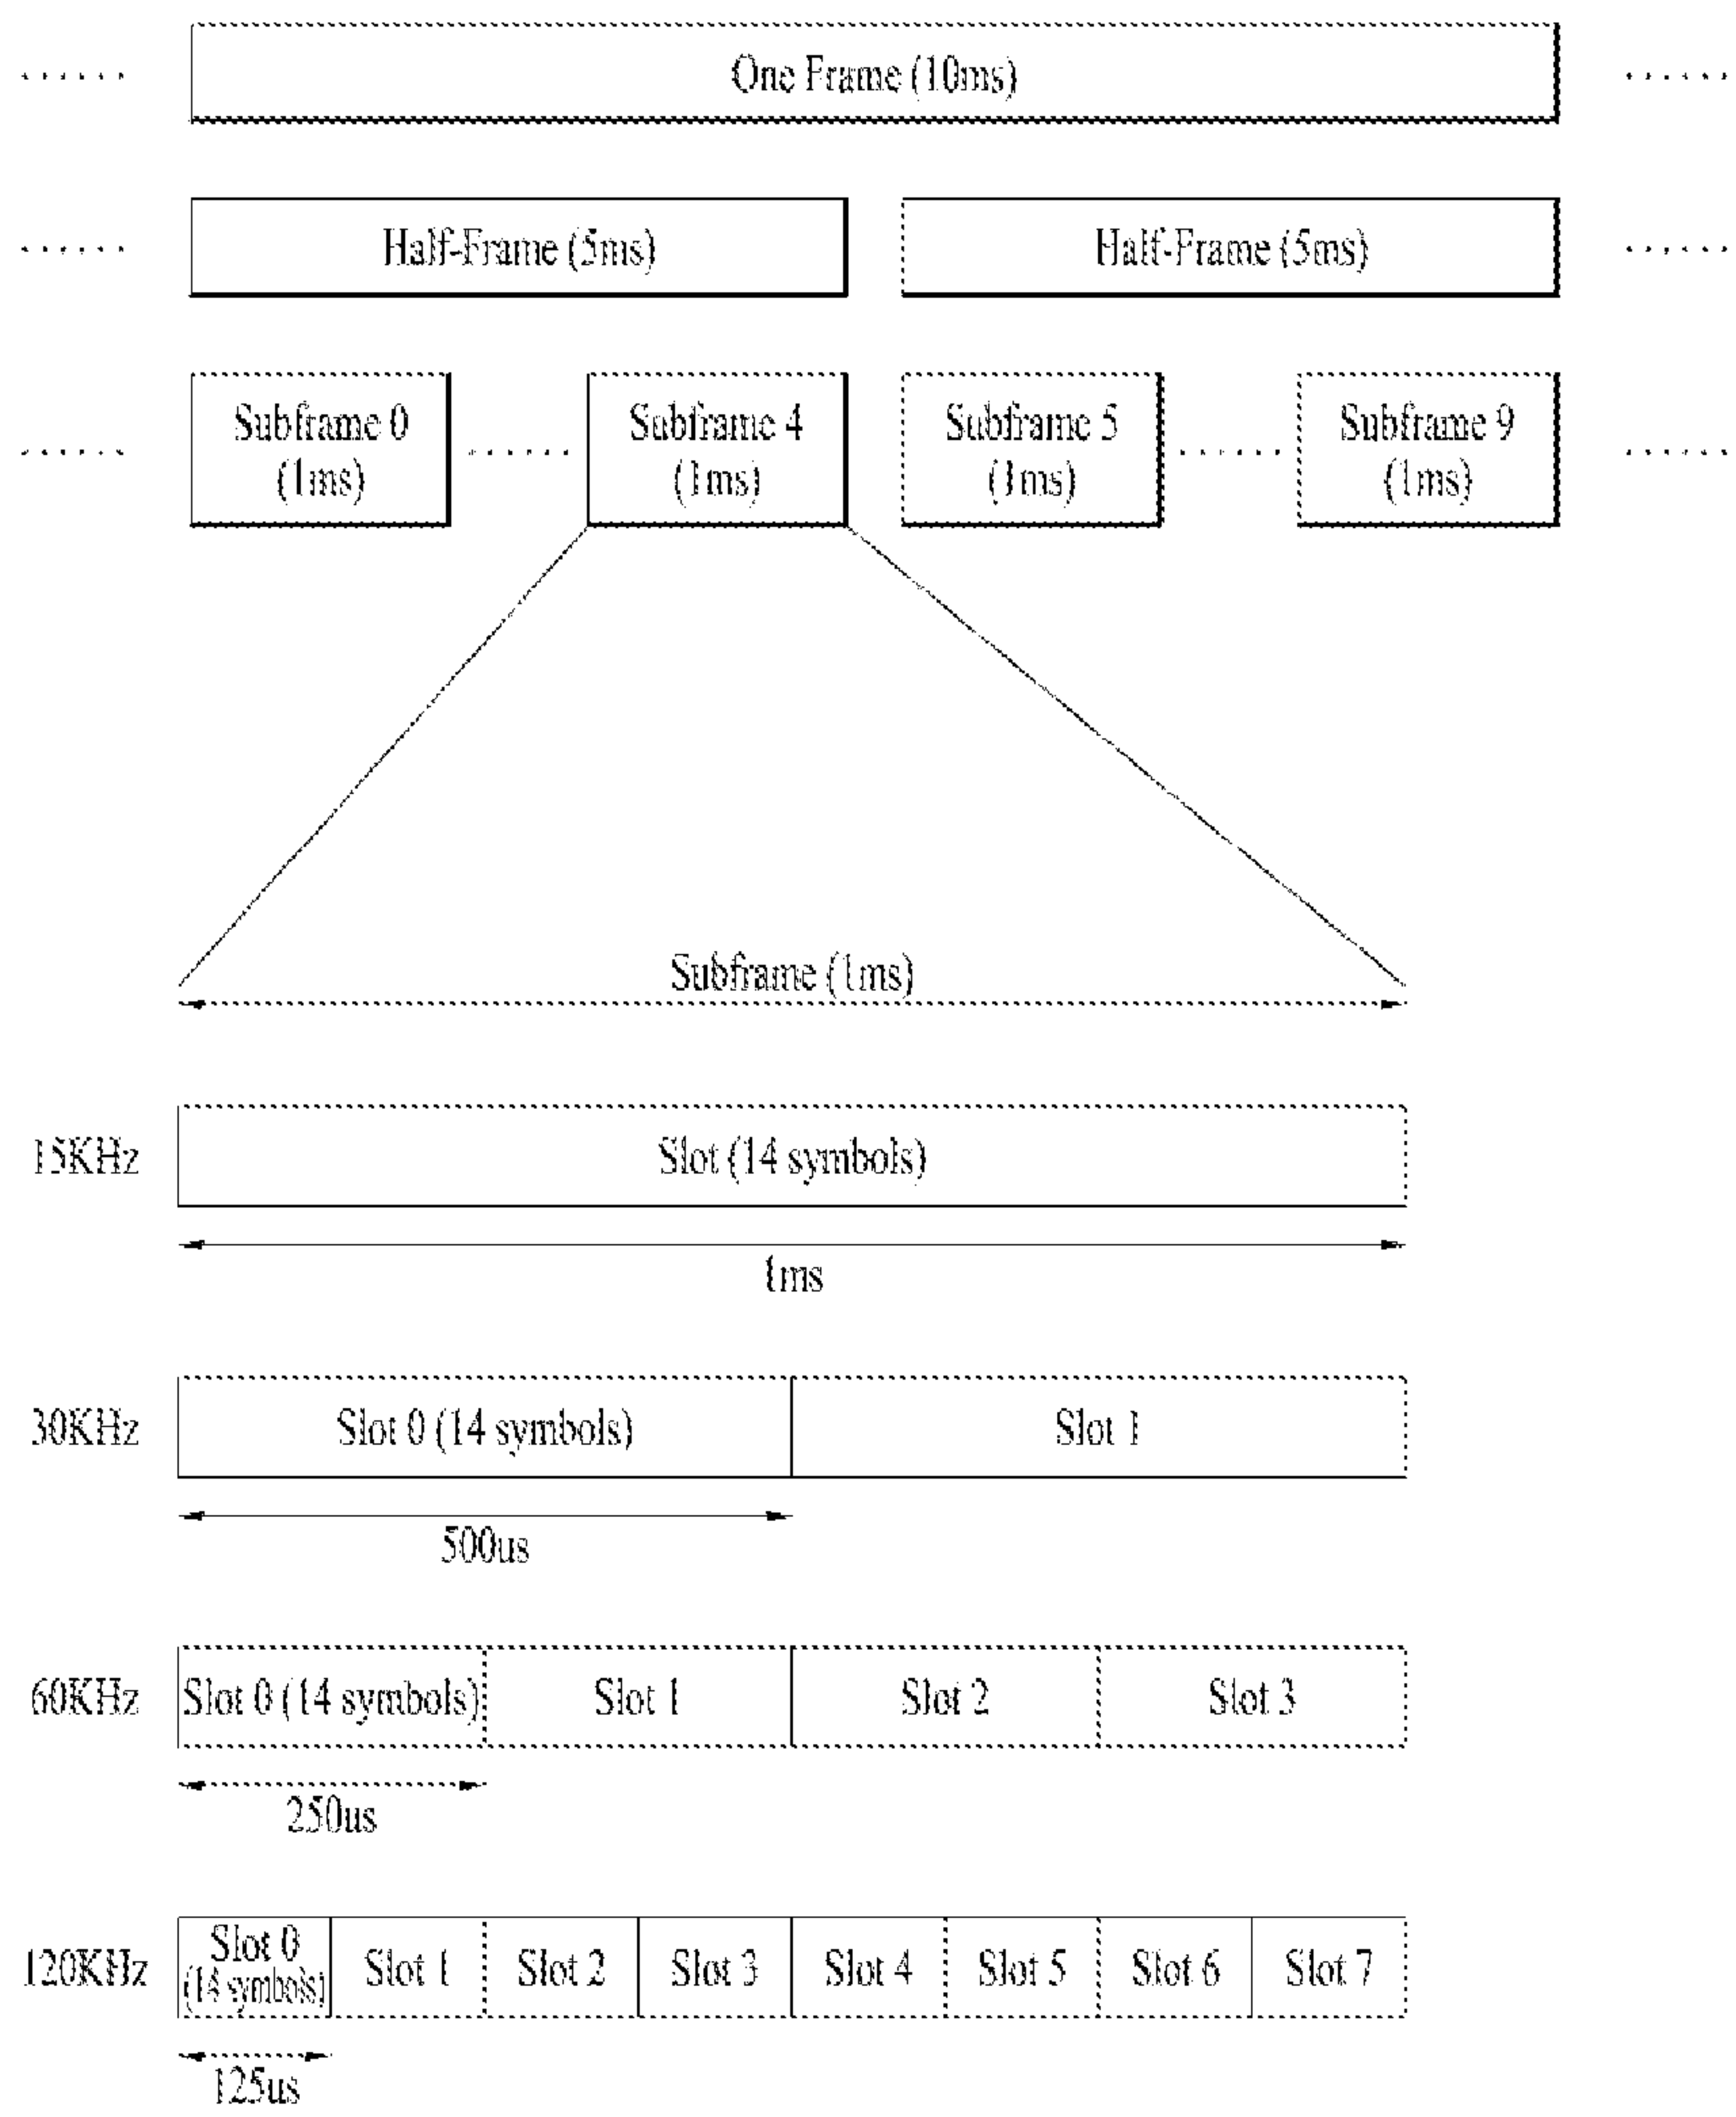 One Frame (10ms)
Half-Frame (5ms) Half-Frame (5ms)
Subframe 0 Subframe 4 Subframe 5 Subframe 9
(1ms) (1ms) (1ms) (1ms)
Subframe (1ms)
15KHz Slot (14 symbols)
1ms
30KHz Slot 0 (14 symbols) Slot 1
500us
60KHz Slot 0 (14 symbols) Slot 1 Slot 2 Slot 3
250us
120KHz Slot 0 (14 symbols) Slot 1 Slot 2 Slot 3 Slot 4 Slot 5 Slot 6 Slot 7
125us